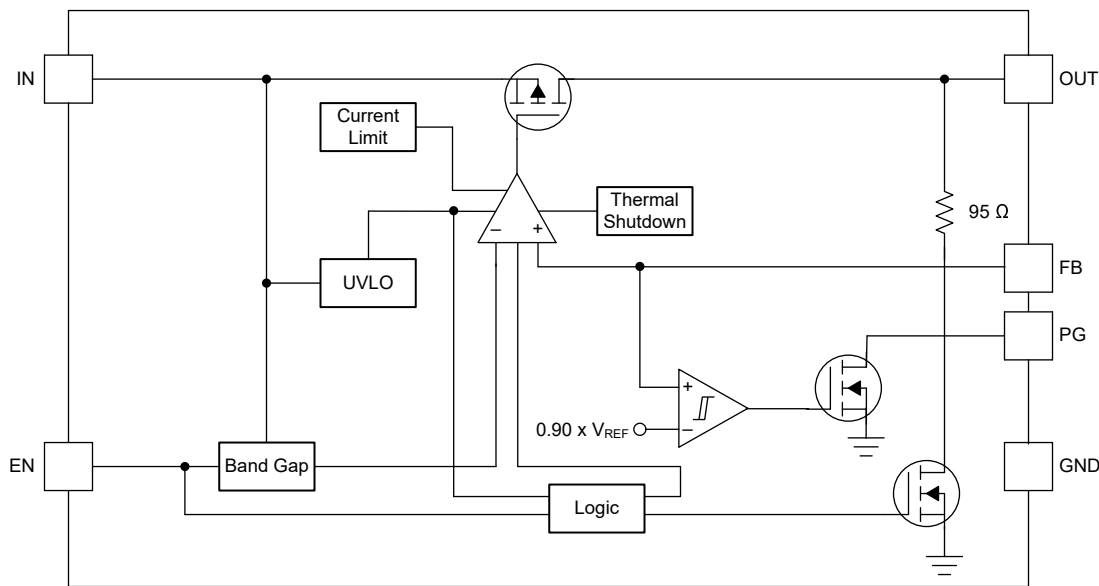 IN
OUT
Current
Limit
Thermal
Shutdown
95 Ω
−
+
UVLO
FB
PG
+
0.90 x VREF
−
EN
Band Gap
GND
Logic